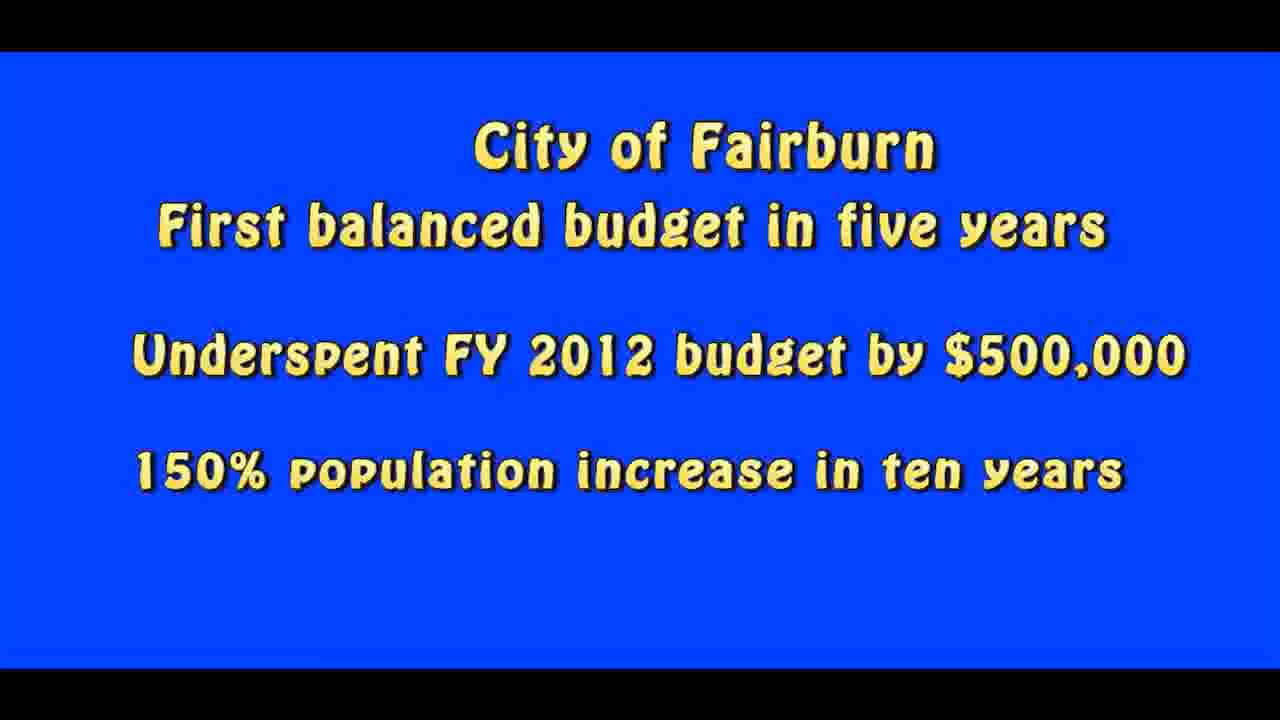 City of Fairburn
First balanced budget in five years
Underspent FY 2012 budget by $500,000
150% population increase in ten years